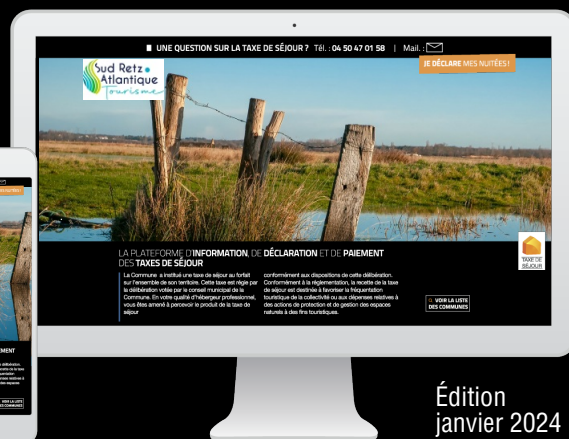 UNE QUESTION SUR LA TAXE DE SÉJOUR ? Tél. : 04 50 47 01 58 | Mail. :
JE DÉCLARE MES NUITÉES !
Sud Retz
Atlantique
Tourisme
LA PLATEFORME D'INFORMATION, DE DÉCLARATION ET DE PAIEMENT
DES TAXES DE SÉJOUR
La Commune a institué une taxe de séjour au forfait
sur l'ensemble de son territoire. Cette taxe est régie par
la délibération votée par le conseil municipal de la
Commune. En votre qualité d'hébergeur professionnel,
vous êtes amené à percevoir le produit de la taxe de
séjour
conformément aux dispositions de cette délibération.
Conformément à la réglementation, la recette de la taxe
de séjour est destinée à favoriser la fréquentation
touristique de la collectivité ou aux dépenses relatives à
des actions de protection et de gestion des espaces
naturels à des fins touristiques.
TAXE DE
SÉJOUR
VOIR LA LISTE
DES COMMUNES
VOIR LA LISTE
Édition
janvier 2024